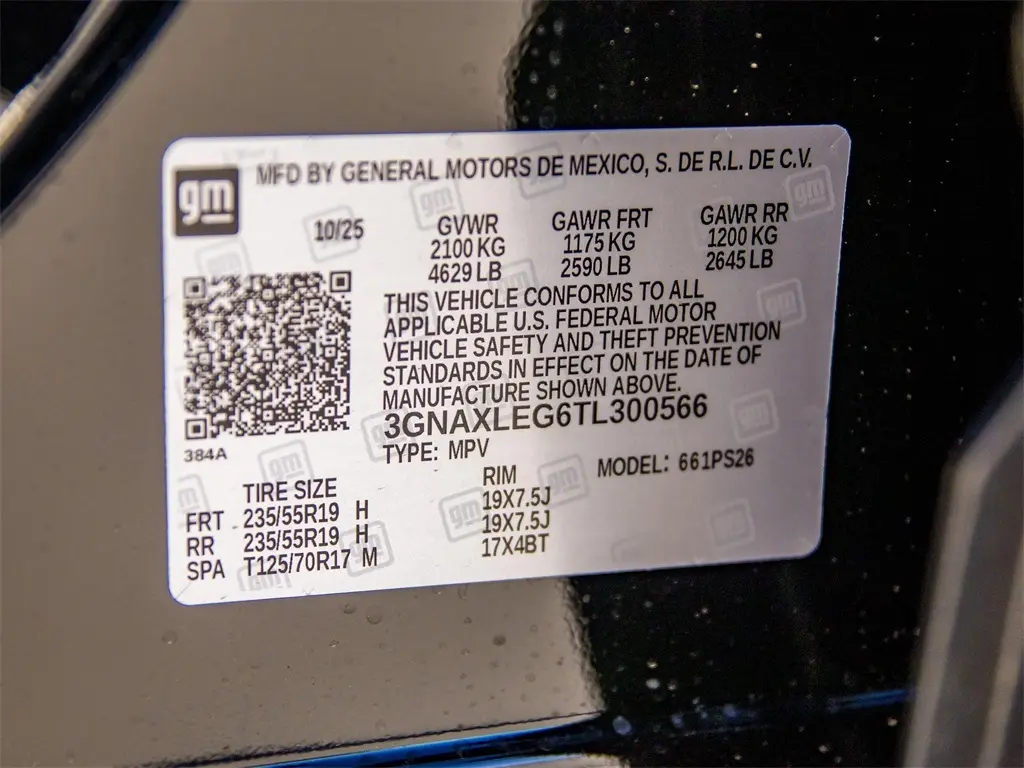 gm
MFD BY GENERAL MOTORS DE MEXICO, S. DE R.L. DE C.V.
10/25 GVWR GAWR FRT GAWR RR
2100 KG 1175 KG 1200 KG
4629 LB 2590 LB 2645 LB
THIS VEHICLE CONFORMS TO ALL
APPLICABLE U.S. FEDERAL MOTOR
VEHICLE SAFETY AND THEFT PREVENTION
STANDARDS IN EFFECT ON THE DATE OF
MANUFACTURE SHOWN ABOVE.
3GNAXLEG6TL300566
384A
TYPE: MPV MODEL: 661PS26
TIRE SIZE RIM
FRT 235/55R19 H 19X7.5J
RR 235/55R19 H 19X7.5J
SPA T125/70R17 M 17X4BT